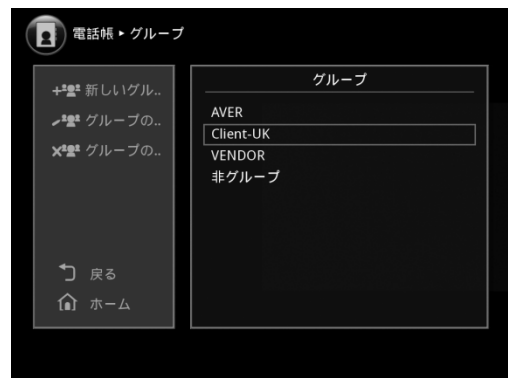 電話帳 ▸ グループ
新しいグル..
グループの..
グループの..
戻る
ホーム
グループ
AVER
Client-UK
VENDOR
非グループ